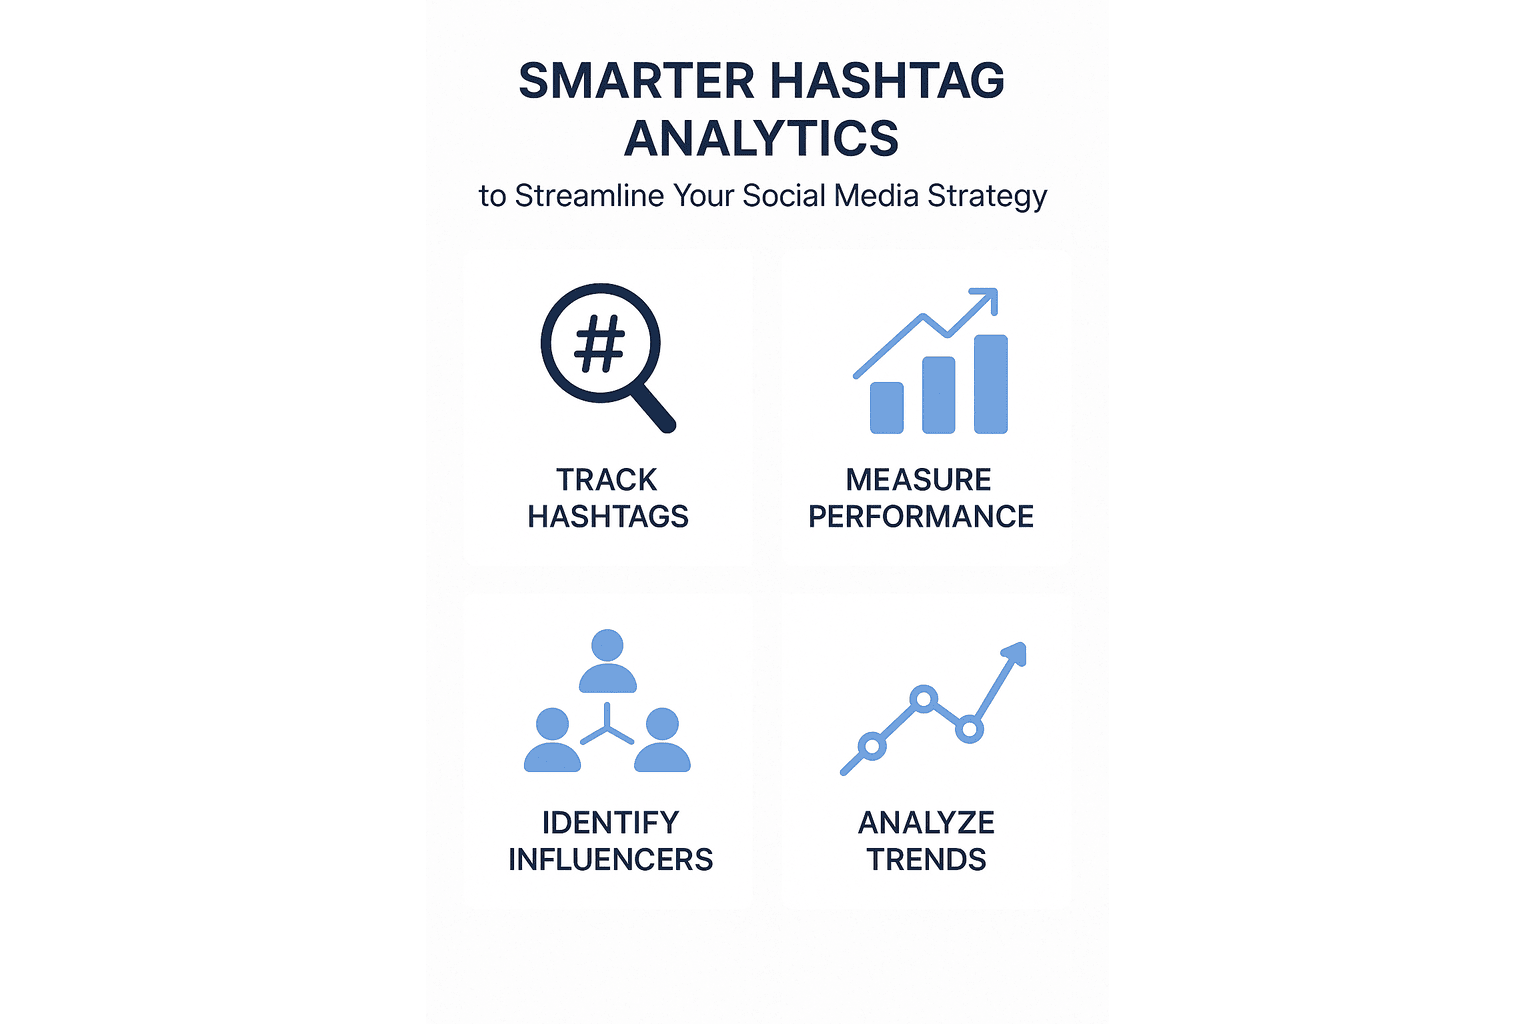 SMARTER HASHTAG
ANALYTICS
to Streamline Your Social Media Strategy
#
TRACK
HASHTAGS
MEASURE
PERFORMANCE
IDENTIFY
INFLUENCERS
ANALYZE
TRENDS